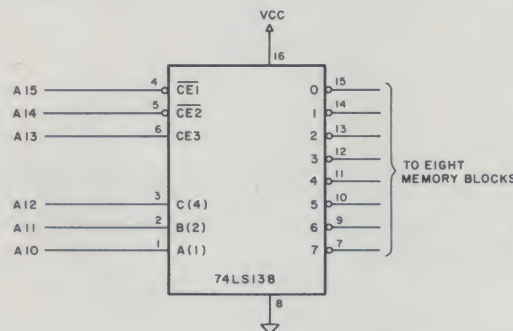 VCC
16
A15 4 CE1 0 15
A14 5 CE2 1 14
A13 6 CE3 2 13
3 12
4 11
A12 3 C(4) 5 10
A11 2 B(2) 6 9
A10 1 A(1) 7 7
TO EIGHT
MEMORY BLOCKS
74LS138
8